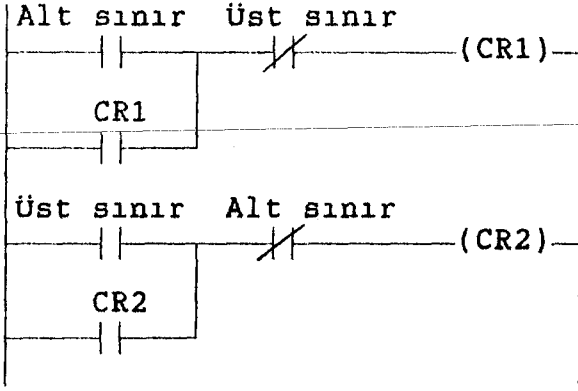 Alt sınır Üst sınır
(CR1)
CR1
Üst sınır Alt sınır
(CR2)
CR2